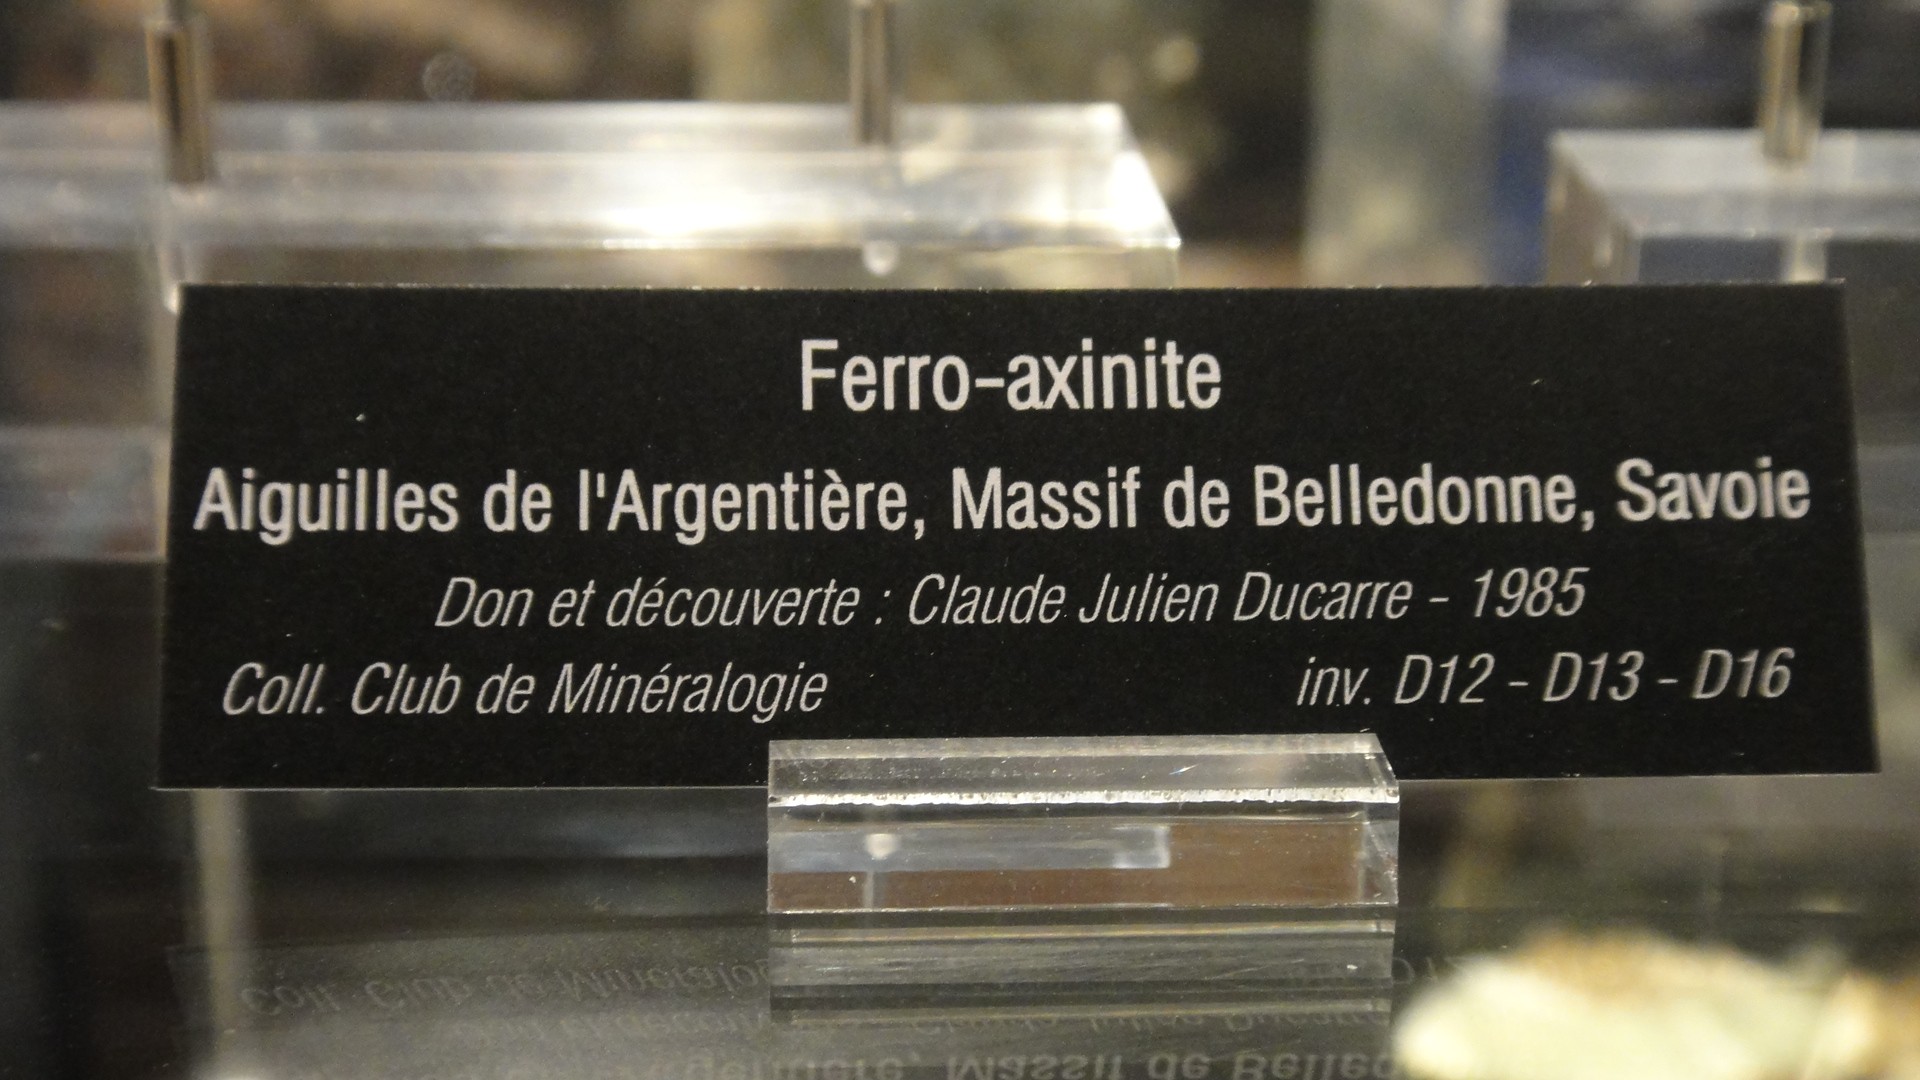 Ferro-axinite
Aiguilles de l'Argentière, Massif de Belledonne, Savoie
Don et découverte : Claude Julien Ducarre - 1985
Coll. Club de Minéralogie inv. D12 - D13 - D16